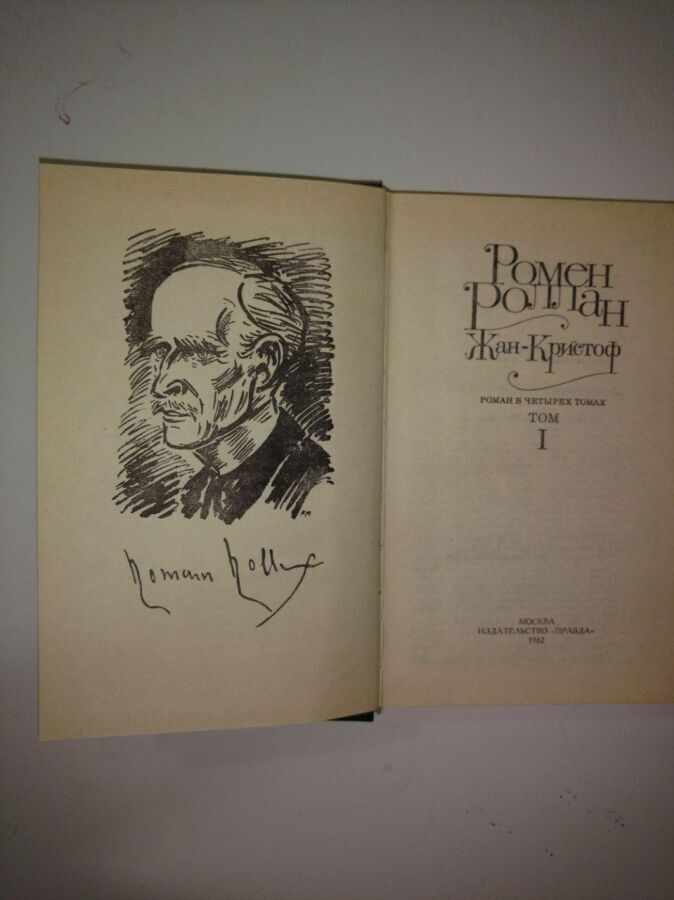 Romain Rolland
Ромен
Роллан
Жан-Кристоф
РОМАН В ЧЕТЫРЕХ ТОМАХ
ТОМ
I
МОСКВА
ИЗДАТЕЛЬСТВО «ПРАВДА»
1982